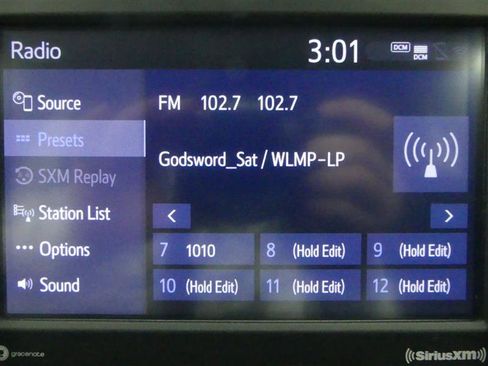 Radio 3:01 DCM DCM
Source
FM 102.7 102.7
Presets
Godsword_Sat / WLMP-LP
SXM Replay
Station List
< >
Options
7 1010 8 (Hold Edit) 9 (Hold Edit)
Sound
10 (Hold Edit) 11 (Hold Edit) 12 (Hold Edit)
gracenote ((SiriusXM))